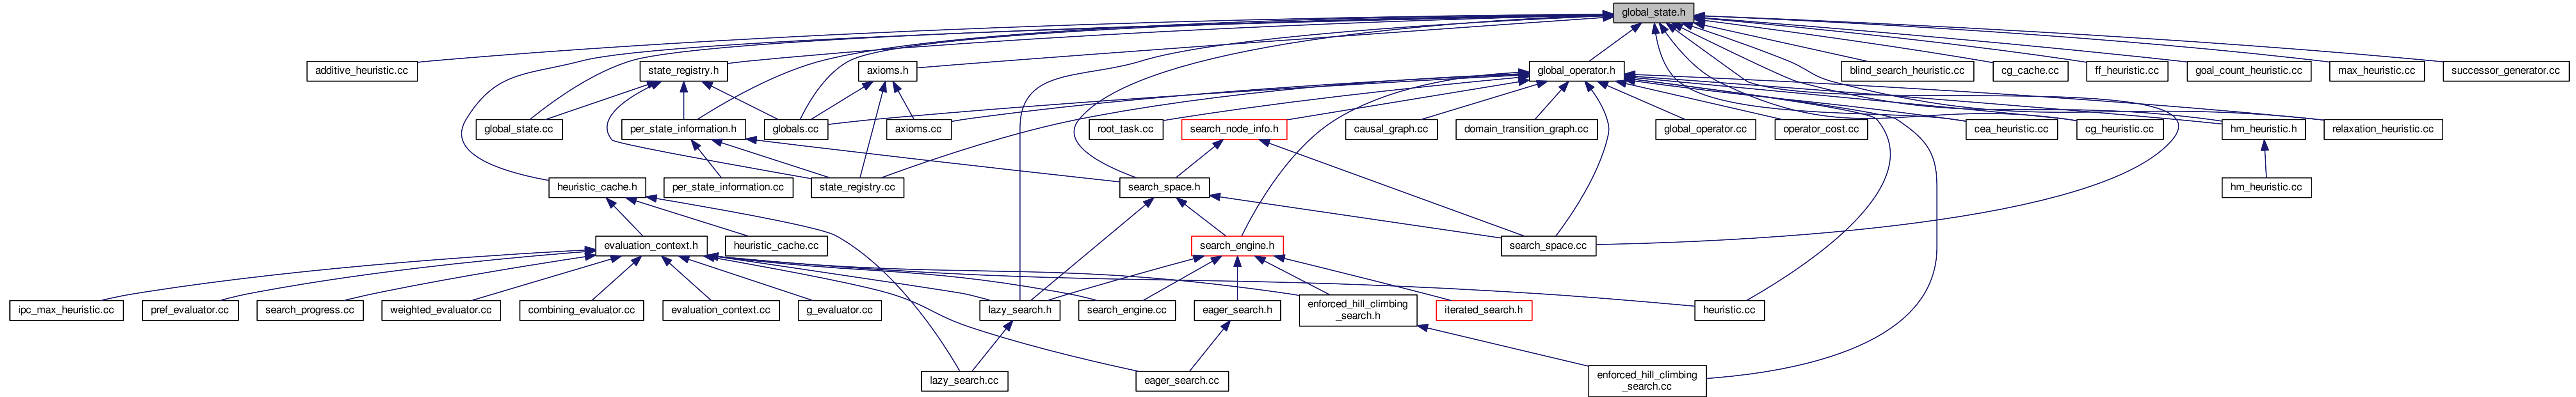 global_state.h
additive_heuristic.cc
state_registry.h
axioms.h
global_operator.h
blind_search_heuristic.cc
cg_cache.cc
ff_heuristic.cc
goal_count_heuristic.cc
max_heuristic.cc
successor_generator.cc
global_state.cc
per_state_information.h
globals.cc
axioms.cc
root_task.cc
search_node_info.h
causal_graph.cc
domain_transition_graph.cc
global_operator.cc
operator_cost.cc
cea_heuristic.cc
cg_heuristic.cc
hm_heuristic.h
relaxation_heuristic.cc
heuristic_cache.h
per_state_information.cc
state_registry.cc
search_space.h
hm_heuristic.cc
evaluation_context.h
heuristic_cache.cc
search_engine.h
search_space.cc
ipc_max_heuristic.cc
pref_evaluator.cc
search_progress.cc
weighted_evaluator.cc
combining_evaluator.cc
evaluation_context.cc
g_evaluator.cc
lazy_search.h
search_engine.cc
eager_search.h
enforced_hill_climbing
_search.h
iterated_search.h
heuristic.cc
lazy_search.cc
eager_search.cc
enforced_hill_climbing
_search.cc